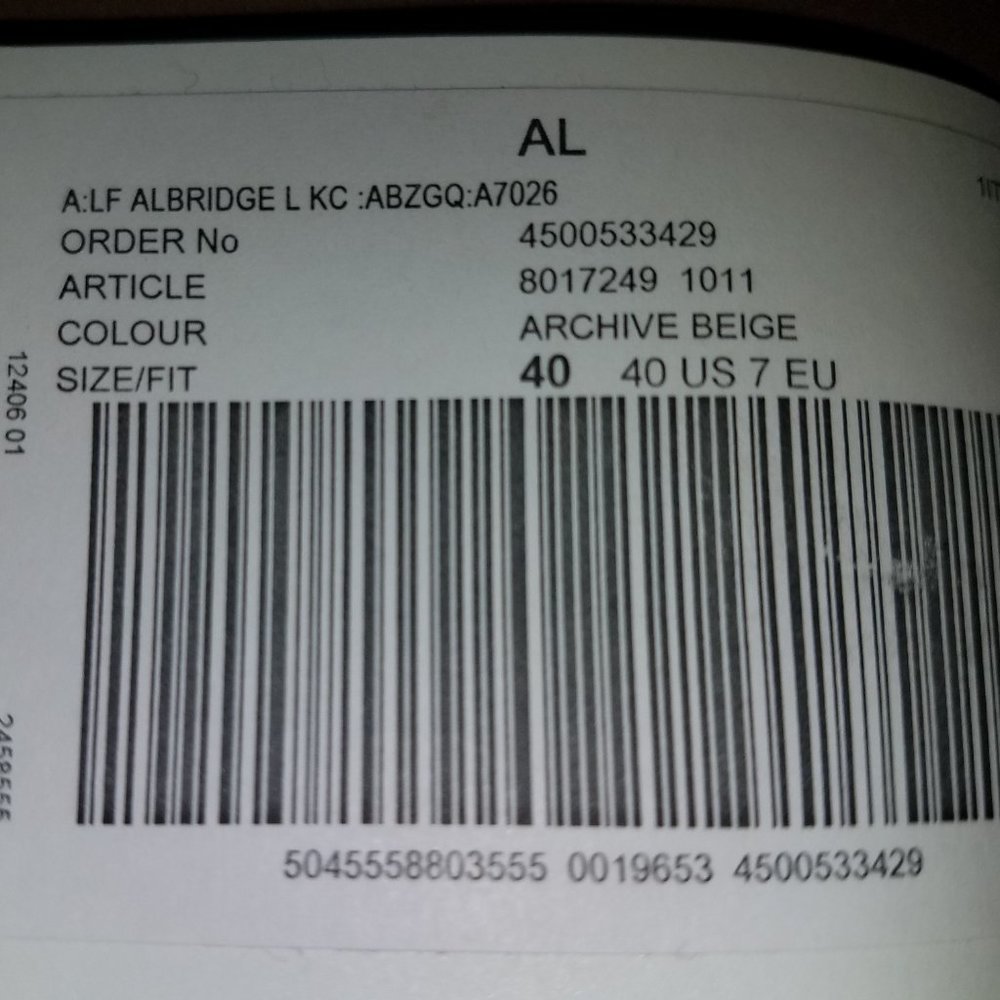 AL
A:LF ALBRIDGE L KC :ABZGQ:A7026
ORDER No 4500533429
ARTICLE 8017249 1011
COLOUR ARCHIVE BEIGE
SIZE/FIT 40 40 US 7 EU
5045558803555 0019653 4500533429
12406 01